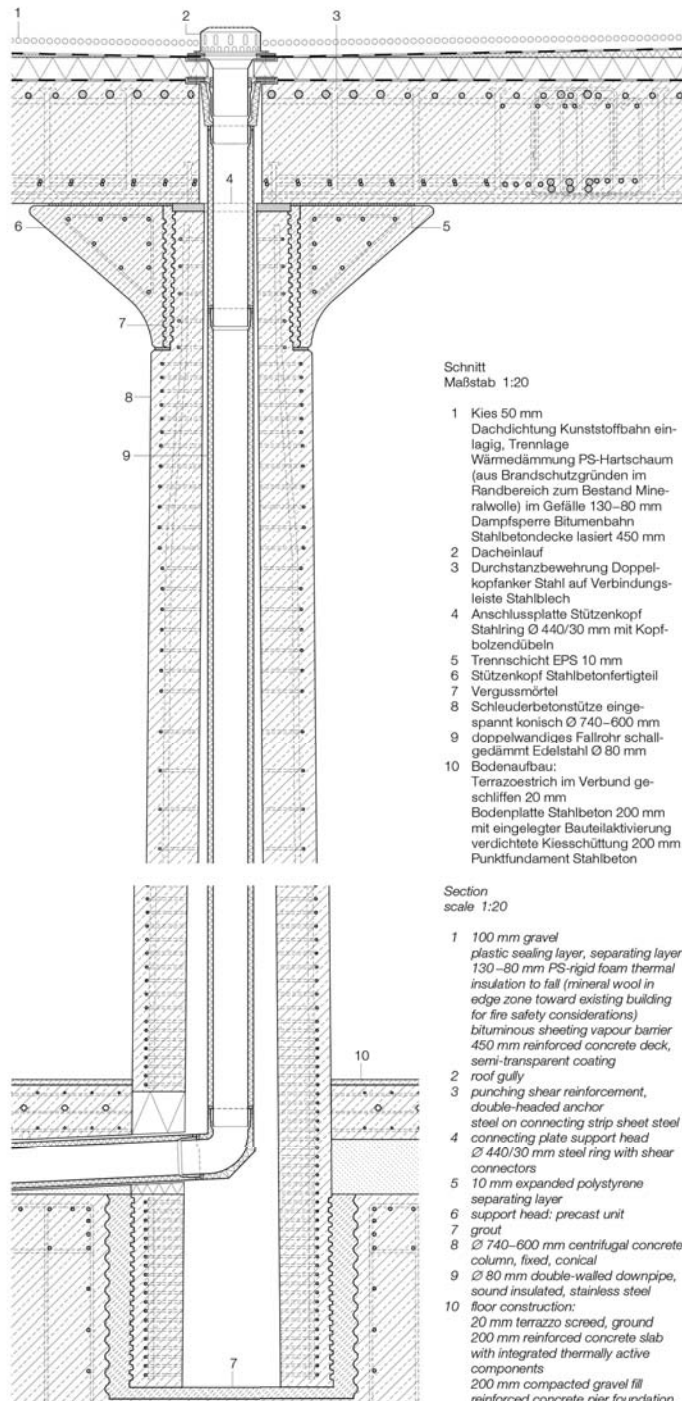 1
2
3
4
6
5
7
8
9
10
7
Schnitt
Maßstab 1:20
1 Kies 50 mm
Dachdichtung Kunststoffbahn ein-
lagig, Trennlage
Wärmedämmung PS-Hartschaum
(aus Brandschutzgründen im
Randbereich zum Bestand Mine-
ralwolle) im Gefälle 130–80 mm
Dampfsperre Bitumenbahn
Stahlbetondecke lasiert 450 mm
2 Dacheinlauf
3 Durchstanzbewehrung Doppel-
kopfanker Stahl auf Verbindungs-
leiste Stahlblech
4 Anschlussplatte Stützenkopf
Stahlring Ø 440/30 mm mit Kopf-
bolzendübeln
5 Trennschicht EPS 10 mm
6 Stützenkopf Stahlbetonfertigteil
7 Vergussmörtel
8 Schleuderbetonstütze einge-
spannt konisch Ø 740–600 mm
9 doppelwandiges Fallrohr schall-
gedämmt Edelstahl Ø 80 mm
10 Bodenaufbau:
Terrazoestrich im Verbund ge-
schliffen 20 mm
Bodenplatte Stahlbeton 200 mm
mit eingelegter Bauteilaktivierung
verdichtete Kiesschüttung 200 mm
Punktfundament Stahlbeton
Section
scale 1:20
1 100 mm gravel
plastic sealing layer, separating layer
130–80 mm PS-rigid foam thermal
insulation to fall (mineral wool in
edge zone toward existing building
for fire safety considerations)
bituminous sheeting vapour barrier
450 mm reinforced concrete deck,
semi-transparent coating
2 roof gully
3 punching shear reinforcement,
double-headed anchor
steel on connecting strip sheet steel
4 connecting plate support head
Ø 440/30 mm steel ring with shear
connectors
5 10 mm expanded polystyrene
separating layer
6 support head: precast unit
7 grout
8 Ø 740–600 mm centrifugal concrete
column, fixed, conical
9 Ø 80 mm double-walled downpipe,
sound insulated, stainless steel
10 floor construction:
20 mm terrazzo screed, ground
200 mm reinforced concrete slab
with integrated thermally active
components
200 mm compacted gravel fill
reinforced concrete pier foundation